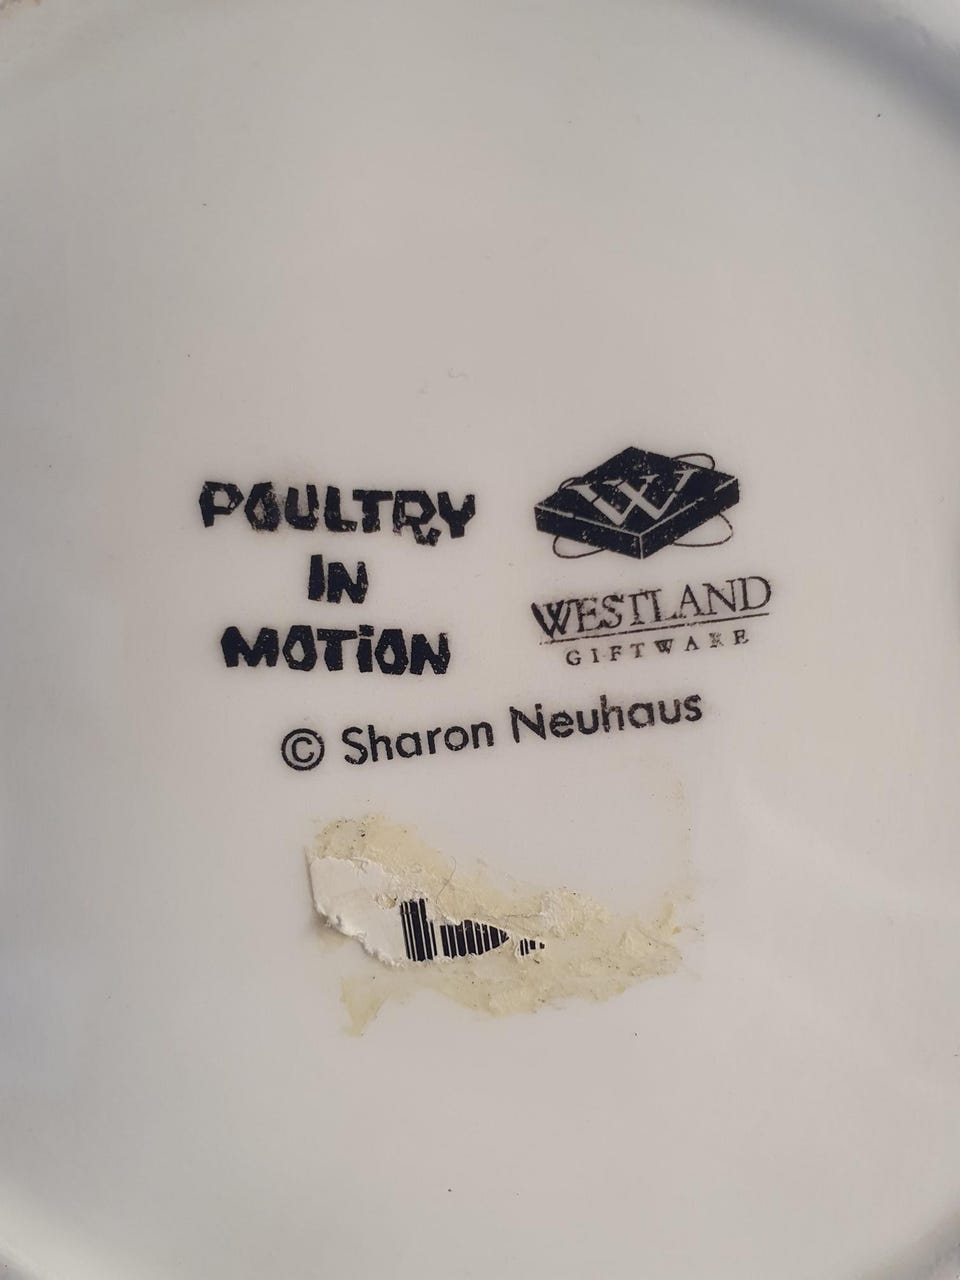 POULTRY
IN
MOTION
W
WESTLAND
GIFTWARE
© Sharon Neuhaus